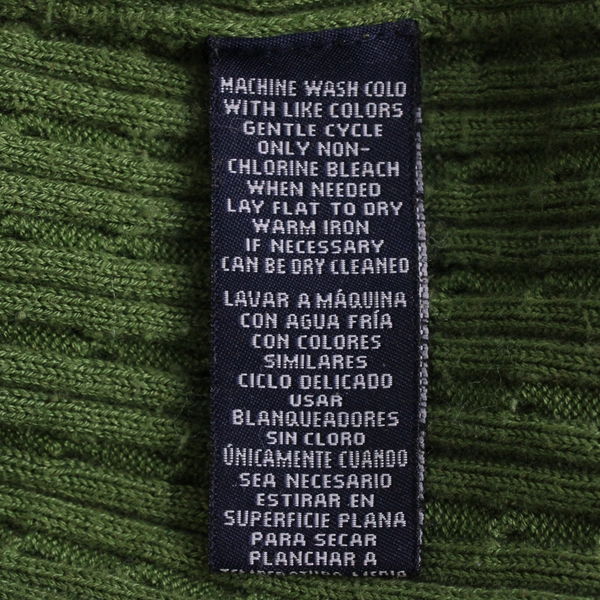 MACHINE WASH COLD
WITH LIKE COLORS
GENTLE CYCLE
ONLY NON-
CHLORINE BLEACH
WHEN NEEDED
LAY FLAT TO DRY
WARM IRON
IF NECESSARY
CAN BE DRY CLEANED
LAVAR A MÁQUINA
CON AGUA FRÍA
CON COLORES
SIMILARES
CICLO DELICADO
USAR
BLANQUEADORES
SIN CLORO
ÚNICAMENTE CUANDO
SEA NECESARIO
ESTIRAR EN
SUPERFICIE PLANA
PARA SECAR
PLANCHAR A